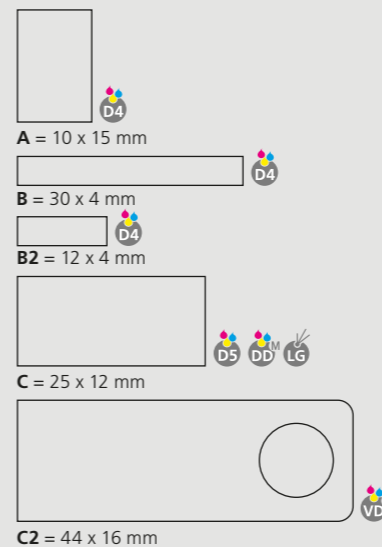 D4
A = 10 x 15 mm
D4
B = 30 x 4 mm
D4
B2 = 12 x 4 mm
D5 DD M LG
C = 25 x 12 mm
VD
C2 = 44 x 16 mm